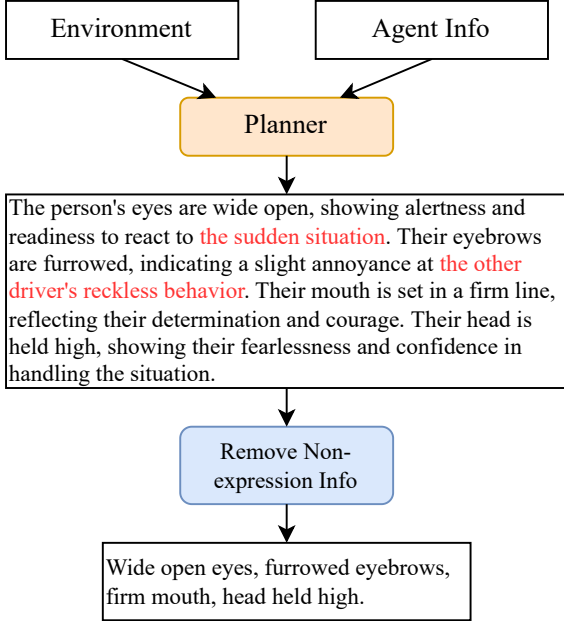 Environment
Agent Info
Planner
The person's eyes are wide open, showing alertness and
readiness to react to the sudden situation. Their eyebrows
are furrowed, indicating a slight annoyance at the other
driver's reckless behavior. Their mouth is set in a firm line,
reflecting their determination and courage. Their head is
held high, showing their fearlessness and confidence in
handling the situation.
Remove Non-
expression Info
Wide open eyes, furrowed eyebrows,
firm mouth, head held high.